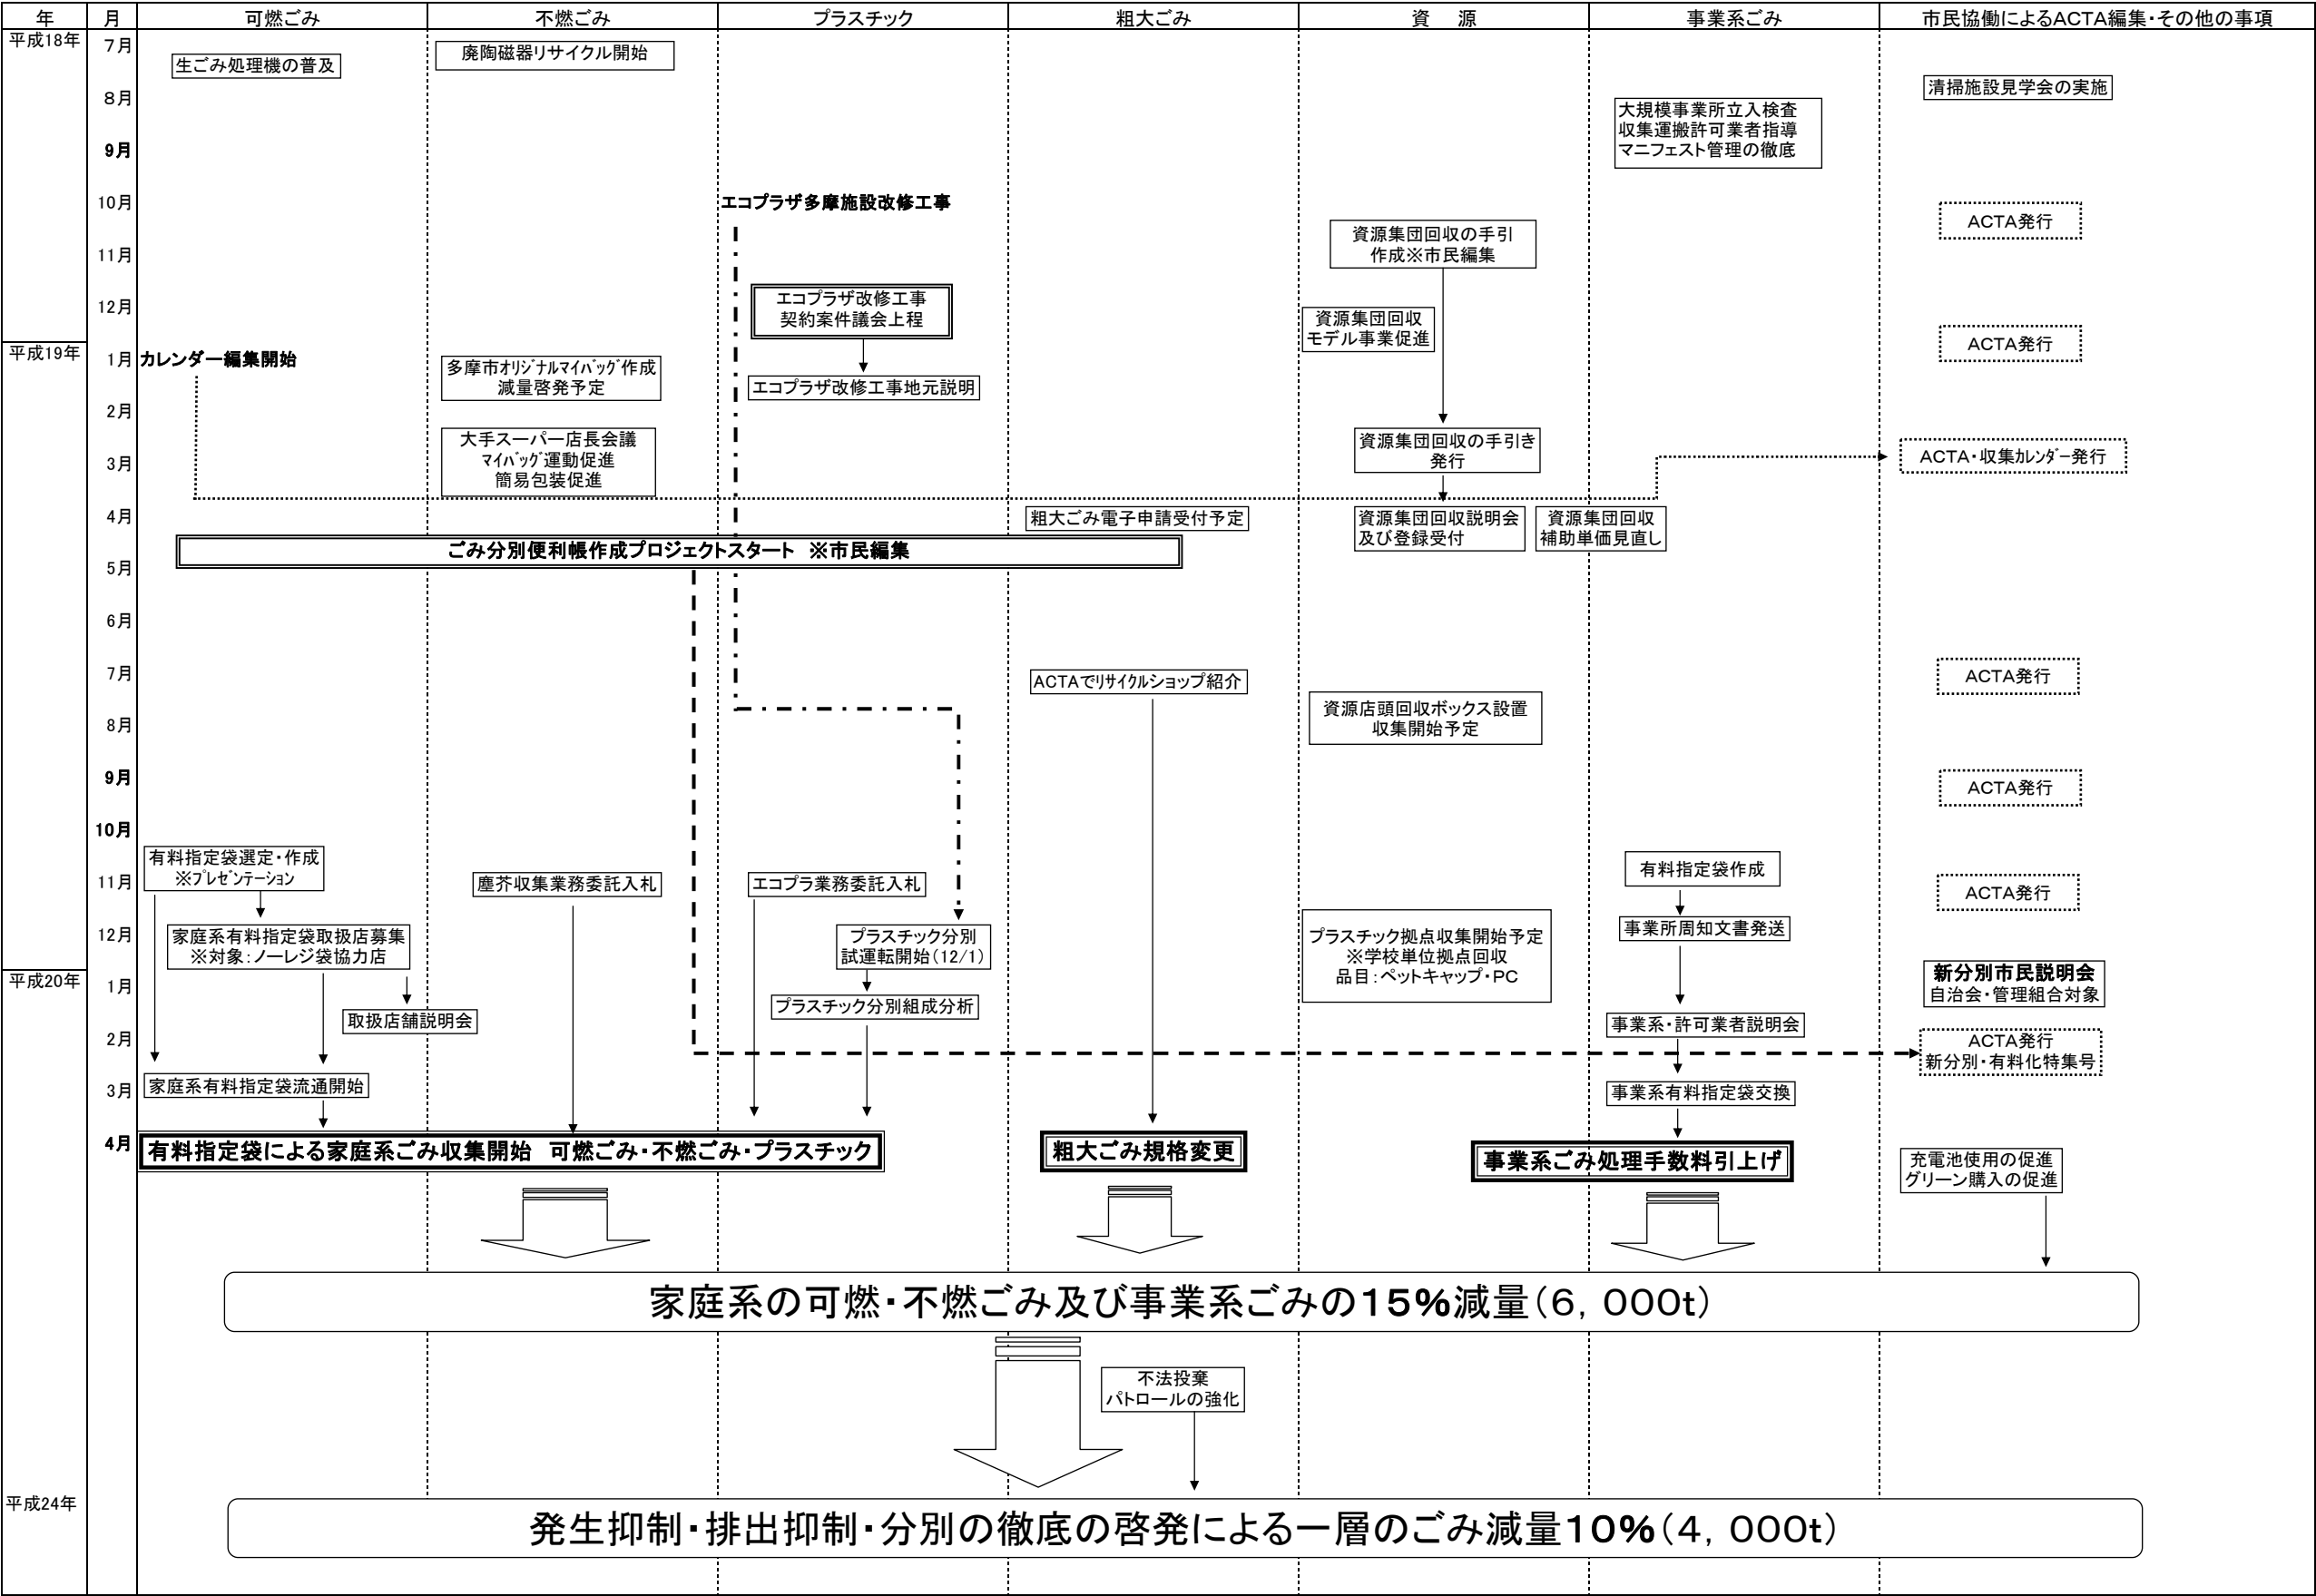 年 月 可燃ごみ 不燃ごみ プラスチック 粗大ごみ 資　源 事業系ごみ 市民協働によるACTA編集・その他の事項
平成18年
7月
生ごみ処理機の普及
廃陶磁器リサイクル開始
8月
清掃施設見学会の実施
大規模事業所立入検査
収集運搬許可業者指導
マニフェスト管理の徹底
9月
10月
エコプラザ多摩施設改修工事
ACTA発行
資源集団回収の手引
作成※市民編集
11月
12月
エコプラザ改修工事
契約案件議会上程
資源集団回収
モデル事業促進
ACTA発行
平成19年
1月
カレンダー編集開始
多摩市オリジナルマイバッグ作成
減量啓発予定
エコプラザ改修工事地元説明
2月
大手スーパー店長会議
マイバッグ運動促進
簡易包装促進
資源集団回収の手引き
発行
ACTA・収集カレンダー発行
3月
4月
粗大ごみ電子申請受付予定
資源集団回収説明会
及び登録受付
資源集団回収
補助単価見直し
ごみ分別便利帳作成プロジェクトスタート　※市民編集
5月
6月
7月
ACTAでリサイクルショップ紹介
ACTA発行
資源店頭回収ボックス設置
収集開始予定
8月
9月
ACTA発行
10月
有料指定袋選定・作成
※プレゼンテーション
有料指定袋作成
11月
塵芥収集業務委託入札
エコプラ業務委託入札
ACTA発行
12月
家庭系有料指定袋取扱店募集
※対象：ノーレジ袋協力店
プラスチック分別
試運転開始(12/1)
プラスチック拠点収集開始予定
※学校単位拠点回収
品目：ペットキャップ・PC
事業所周知文書発送
平成20年
1月
新分別市民説明会
自治会・管理組合対象
取扱店舗説明会
プラスチック分別組成分析
事業系・許可業者説明会
2月
ACTA発行
新分別・有料化特集号
3月
家庭系有料指定袋流通開始
事業系有料指定袋交換
4月
有料指定袋による家庭系ごみ収集開始　可燃ごみ・不燃ごみ・プラスチック
粗大ごみ規格変更
事業系ごみ処理手数料引上げ
充電池使用の促進
グリーン購入の促進
家庭系の可燃・不燃ごみ及び事業系ごみの15%減量(6，000t)
不法投棄
パトロールの強化
平成24年
発生抑制・排出抑制・分別の徹底の啓発による一層のごみ減量10%(4，000t)